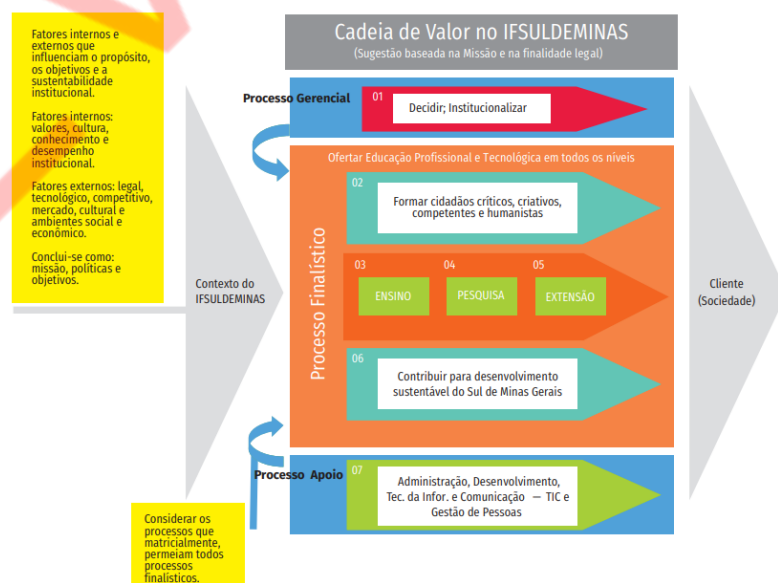 Cadeia de Valor no IFSULDEMINAS
(Sugestão baseada na Missão e na finalidade legal)
Fatores internos e
externos que
influenciam o propósito,
os objetivos e a
sustentabilidade
institucional.
Fatores internos:
valores, cultura,
conhecimento e
desempenho
institucional.
Fatores externos: legal,
tecnológico, competitivo,
mercado, cultural e
ambientes social e
econômico.
Conclui-se como:
missão, políticas e
objetivos.
Contexto do
IFSULDEMINAS
Processo Gerencial
01
Decidir; Institucionalizar
Processo Finalístico
Ofertar Educação Profissional e Tecnológica em todos os níveis
02
Formar cidadãos críticos, criativos,
competentes e humanistas
03 04 05
ENSINO PESQUISA EXTENSÃO
06
Contribuir para desenvolvimento
sustentável do Sul de Minas Gerais
Processo Apoio
07
Administração, Desenvolvimento,
Tec. da Infor. e Comunicação — TIC e
Gestão de Pessoas
Cliente
(Sociedade)
Considerar os
processos que
matricialmente,
permeiam todos
processos
finalísticos.